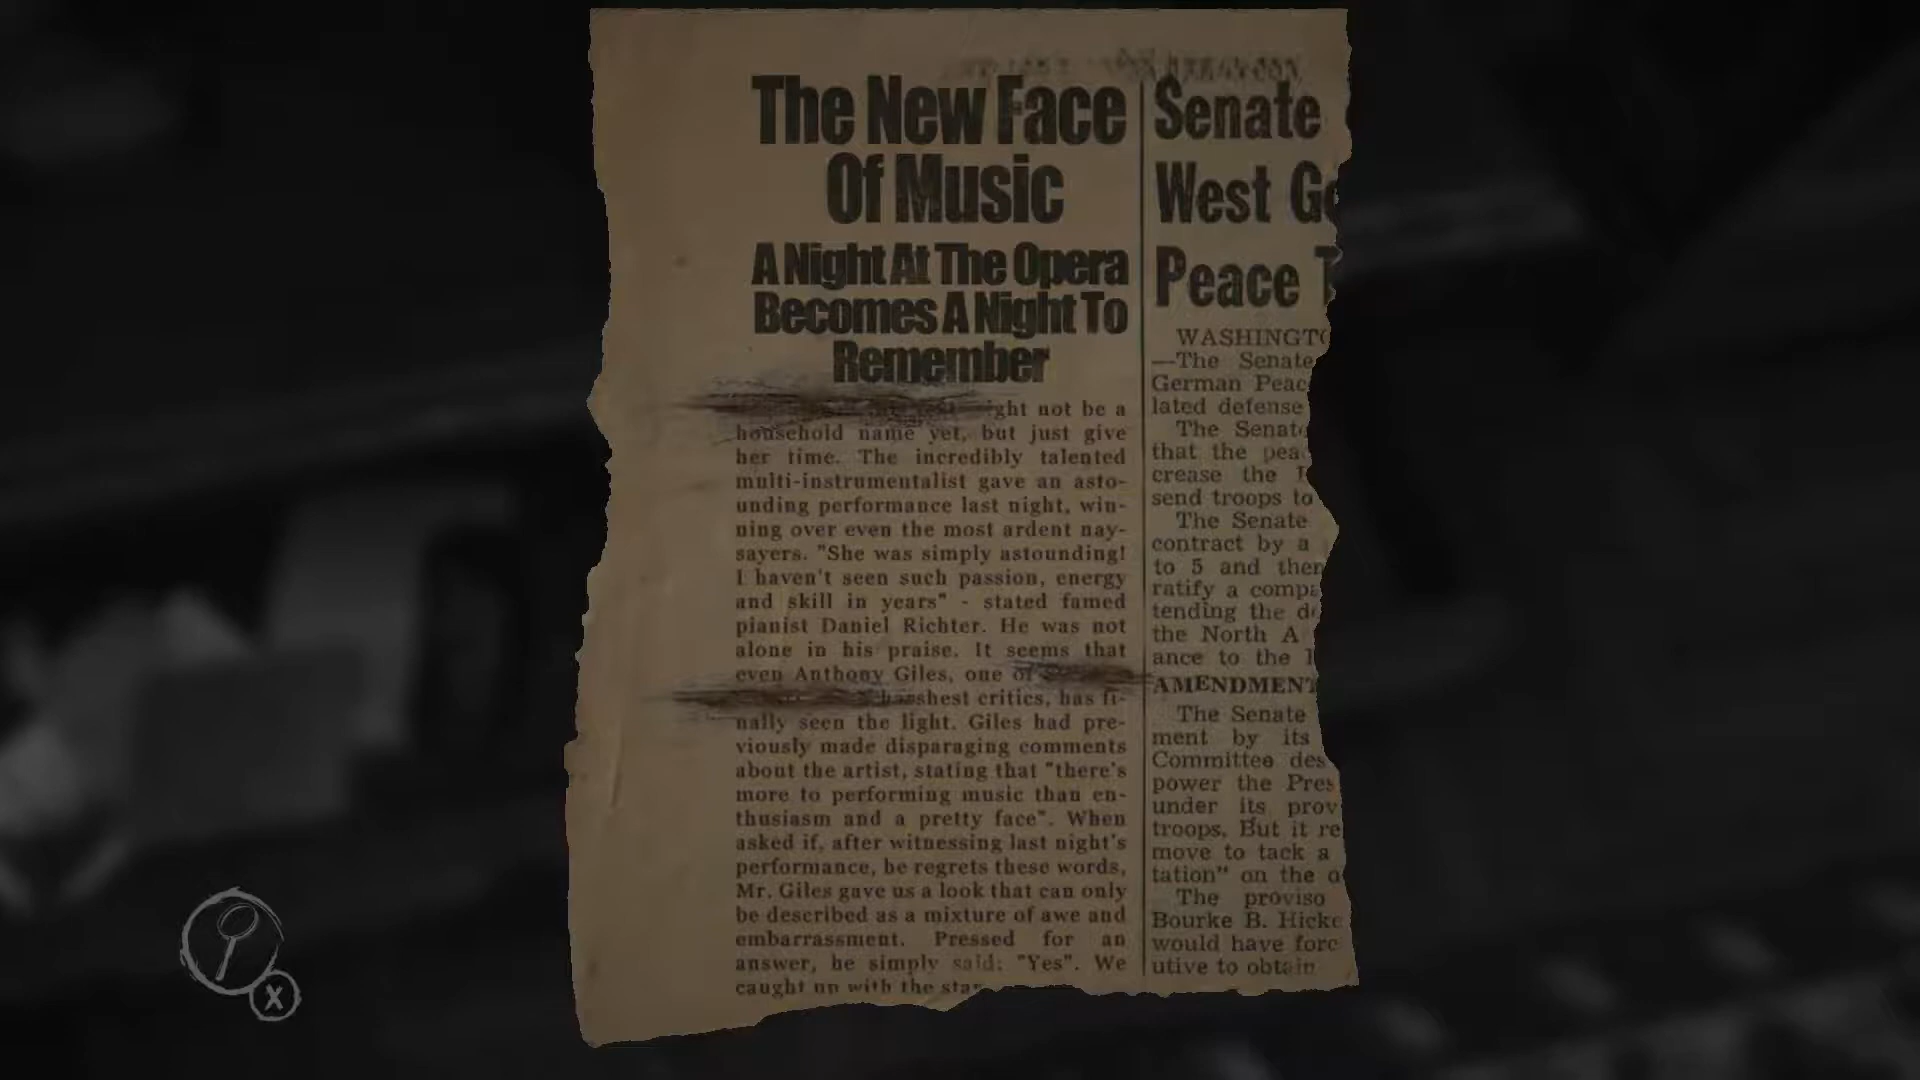 The New Face
Of Music
A Night At The Opera
Becomes A Night To
Remember
ght not be a
household name yet, but just give
her time. The incredibly talented
multi-instrumentalist gave an asto-
unding performance last night, win-
ning over even the most ardent nay-
sayers. "She was simply astounding!
I haven't seen such passion, energy
and skill in years" - stated famed
pianist Daniel Richter. He was not
alone in his praise. It seems that
even Anthony Giles, one of
harshest critics, has fi-
nally seen the light. Giles had pre-
viously made disparaging comments
about the artist, stating that "there's
more to performing music than en-
thusiasm and a pretty face". When
asked if, after witnessing last night's
performance, he regrets these words,
Mr. Giles gave us a look that can only
be described as a mixture of awe and
embarrassment. Pressed for an
answer, he simply said: "Yes". We
caught up with the star
Senate
West Ge
Peace T
WASHINGTO
—The Senate
German Peac
lated defense
The Senate
that the peac
crease the
send troops to
The Senate
contract by a
to 5 and then
ratify a compa
tending the de
the North A
ance to the
AMENDMENT
The Senate
ment by its
Committee des
power the Pres
under its prov
troops. But it re
move to tack a
tation" on the o
The proviso
Bourke B. Hicke
would have forc
utive to obtain
X